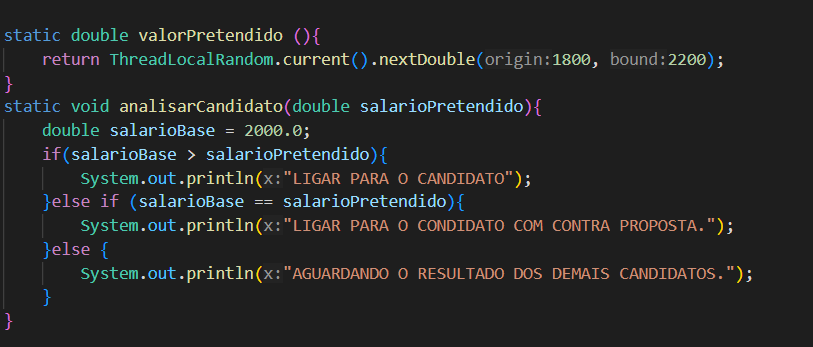 static double valorPretendido (){
    return ThreadLocalRandom.current().nextDouble(origin:1800, bound:2200);
}
static void analisarCandidato(double salarioPretendido){
    double salarioBase = 2000.0;
    if(salarioBase > salarioPretendido){
        System.out.println(x:"LIGAR PARA O CANDIDATO");
    }else if (salarioBase == salarioPretendido){
        System.out.println(x:"LIGAR PARA O CONDIDATO COM CONTRA PROPOSTA.");
    }else {
        System.out.println(x:"AGUARDANDO O RESULTADO DOS DEMAIS CANDIDATOS.");
    }
}